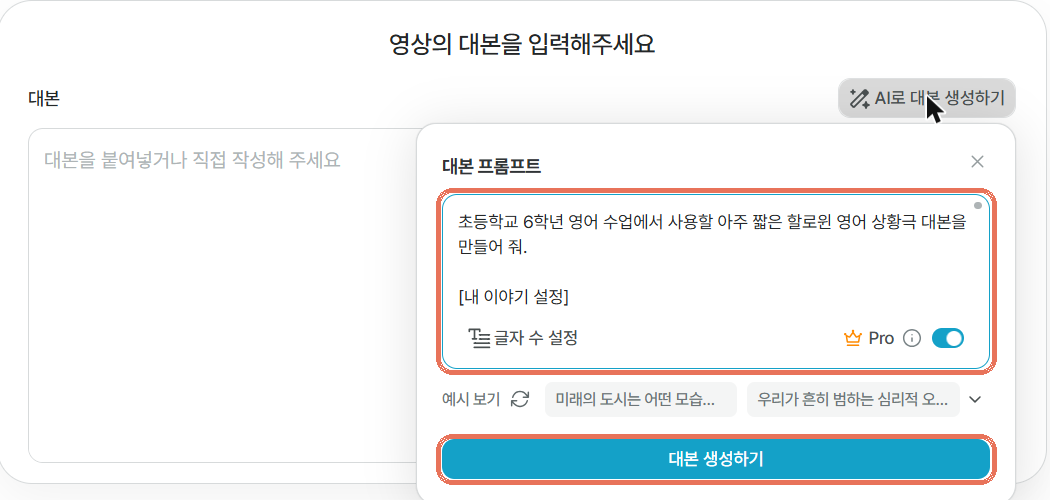 영상의 대본을 입력해주세요
대본
AI로 대본 생성하기
대본을 붙여넣거나 직접 작성해 주세요
대본 프롬프트
초등학교 6학년 영어 수업에서 사용할 아주 짧은 할로윈 영어 상황극 대본을
만들어 줘.
[내 이야기 설정]
글자 수 설정
Pro
예시 보기
미래의 도시는 어떤 모습...
우리가 흔히 범하는 심리적 오...
대본 생성하기